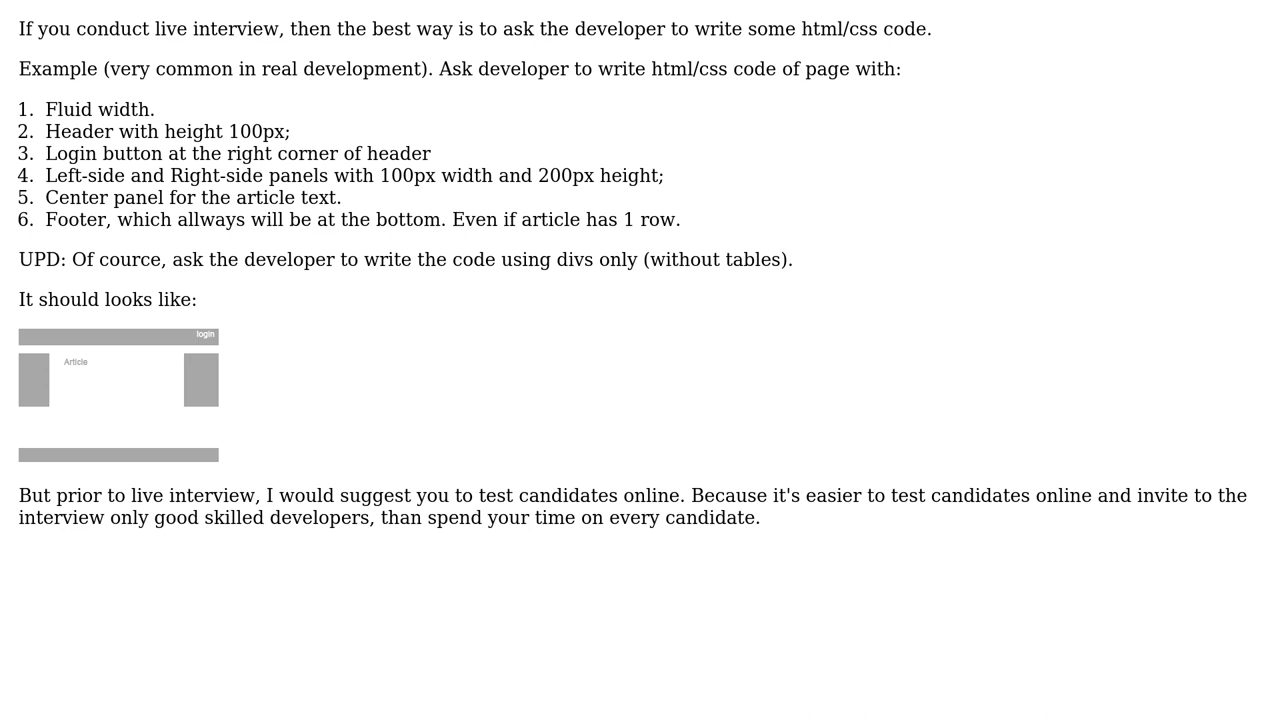 If you conduct live interview, then the best way is to ask the developer to write some html/css code.
Example (very common in real development). Ask developer to write html/css code of page with:
1. Fluid width.
2. Header with height 100px;
3. Login button at the right corner of header
4. Left-side and Right-side panels with 100px width and 200px height;
5. Center panel for the article text.
6. Footer, which allways will be at the bottom. Even if article has 1 row.
UPD: Of cource, ask the developer to write the code using divs only (without tables).
It should looks like:
login
Article
But prior to live interview, I would suggest you to test candidates online. Because it's easier to test candidates online and invite to the
interview only good skilled developers, than spend your time on every candidate.